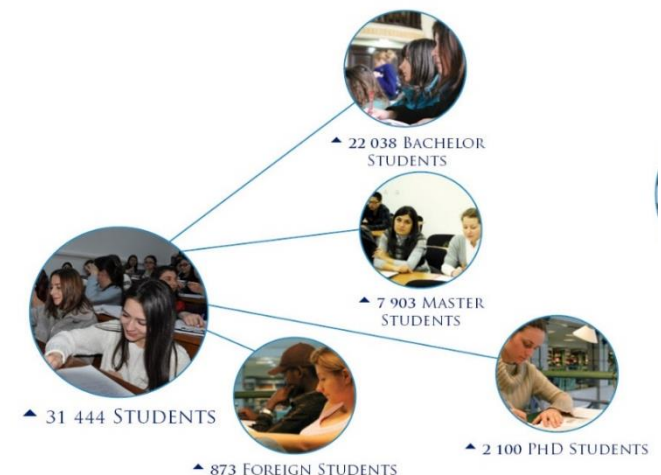 ▲ 22 038 BACHELOR
STUDENTS
▲ 7 903 MASTER
STUDENTS
▲ 31 444 STUDENTS
▲ 2 100 PHD STUDENTS
▲ 873 FOREIGN STUDENTS